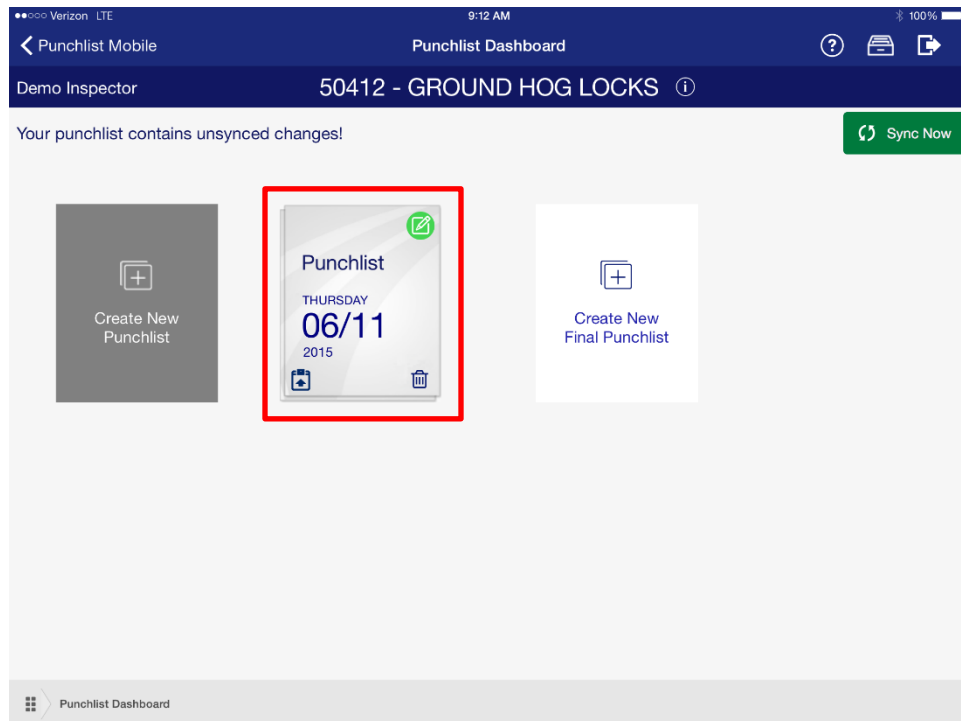 Verizon LTE 9:12 AM 100%
Punchlist Mobile Punchlist Dashboard ?
Demo Inspector 50412 - GROUND HOG LOCKS i
Your punchlist contains unsynced changes! Sync Now
Create New
Punchlist
Punchlist
THURSDAY
06/11
2015
Create New
Final Punchlist
Punchlist Dashboard